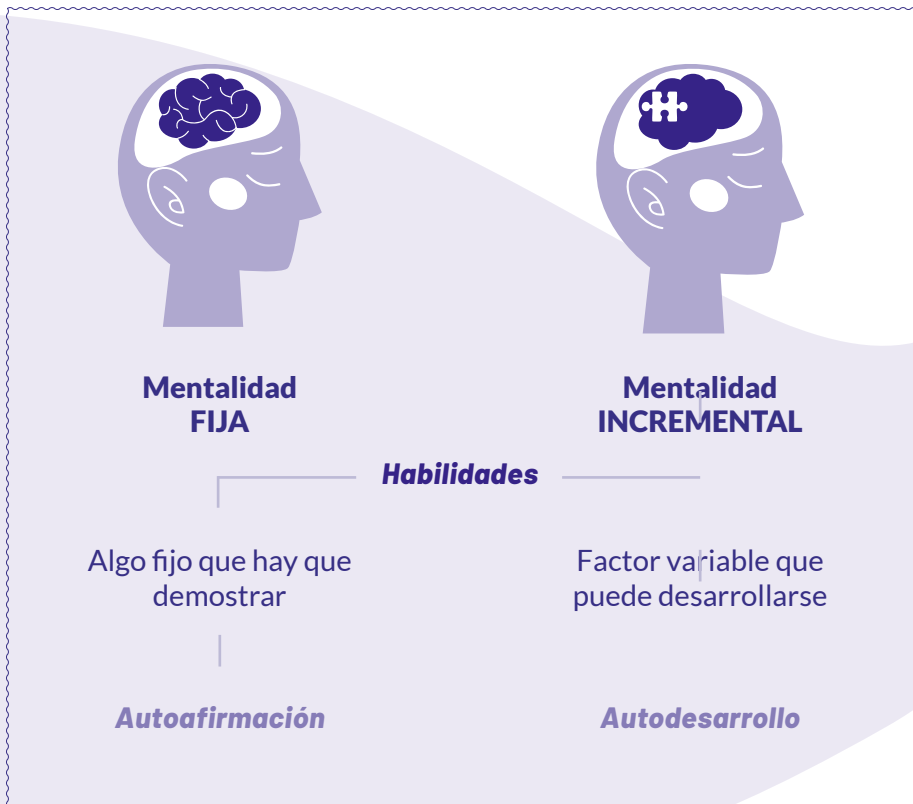 Mentalidad
FIJA
Mentalidad
INCREMENTAL
Habilidades
Algo fijo que hay que
demostrar
Factor variable que
puede desarrollarse
Autoafirmación
Autodesarrollo